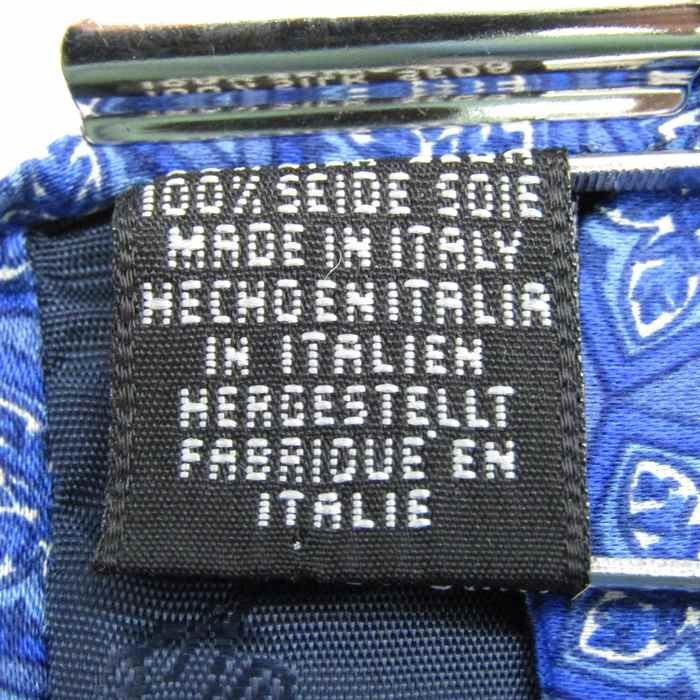 100% SEIDE SOIE
MADE IN ITALY
HECHO EN ITALIA
IN ITALIEN
HERGESTELLT
FABRIQUE' EN
ITALIE